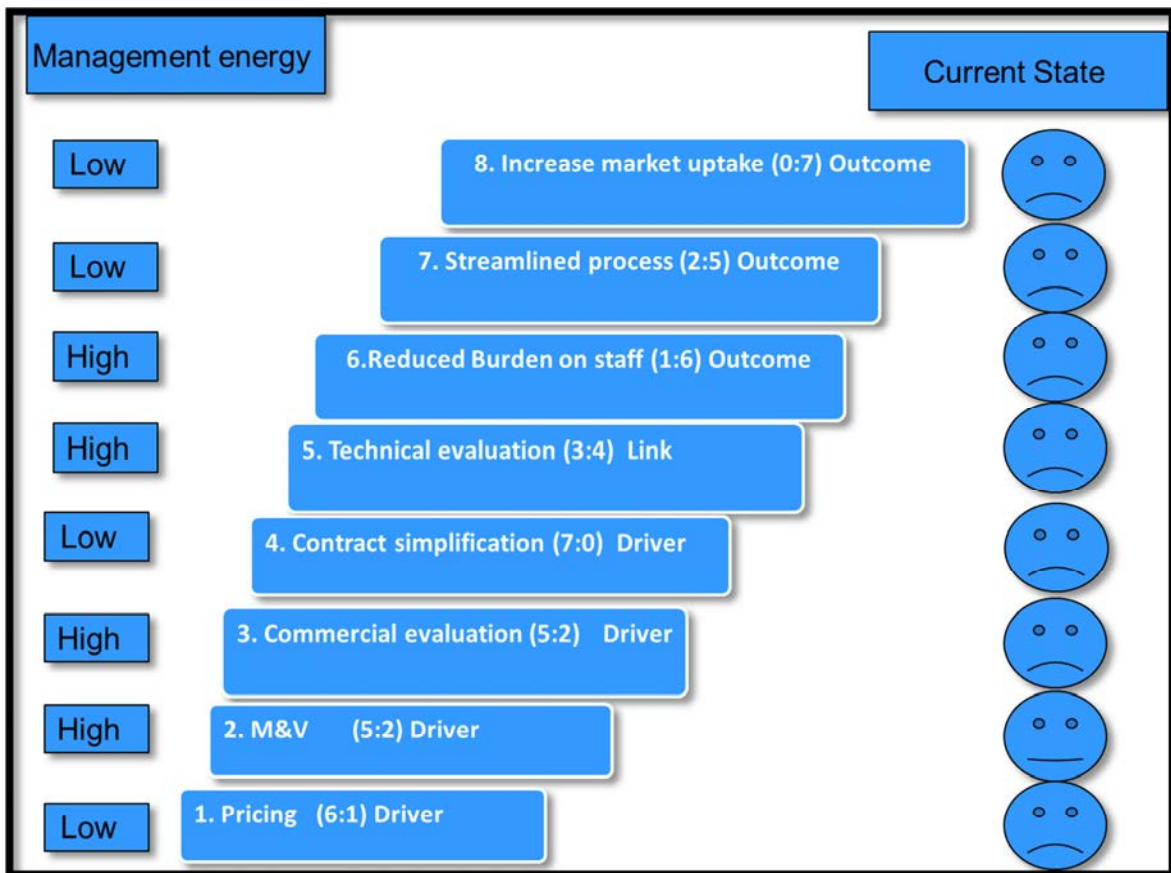 Management energy
Current State
Low
8. Increase market uptake (0:7) Outcome
Low
7. Streamlined process (2:5) Outcome
High
6.Reduced Burden on staff (1:6) Outcome
High
5. Technical evaluation (3:4) Link
Low
4. Contract simplification (7:0) Driver
High
3. Commercial evaluation (5:2) Driver
High
2. M&V (5:2) Driver
Low
1. Pricing (6:1) Driver